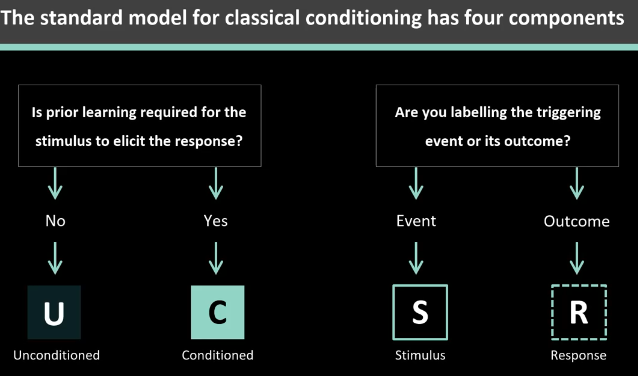 The standard model for classical conditioning has four components
Is prior learning required for the
stimulus to elicit the response?
No
Yes
U
C
Unconditioned
Conditioned
Are you labelling the triggering
event or its outcome?
Event
Outcome
S
R
Stimulus
Response